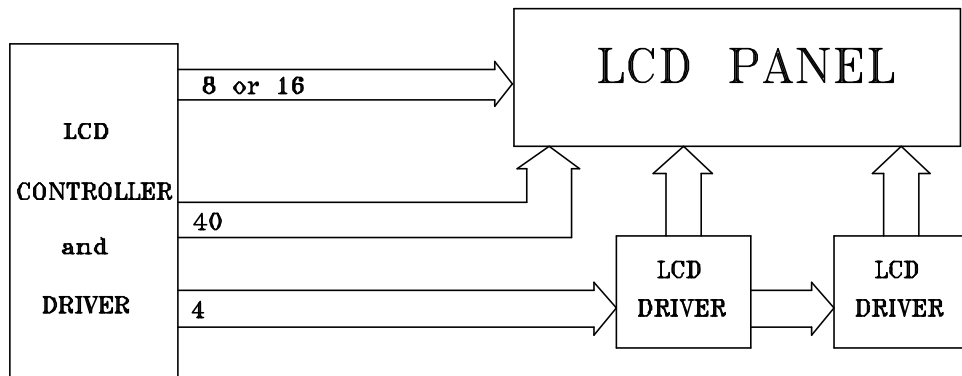 LCD PANEL
8 or 16
LCD
CONTROLLER
and
DRIVER
40
4
LCD
DRIVER
LCD
DRIVER